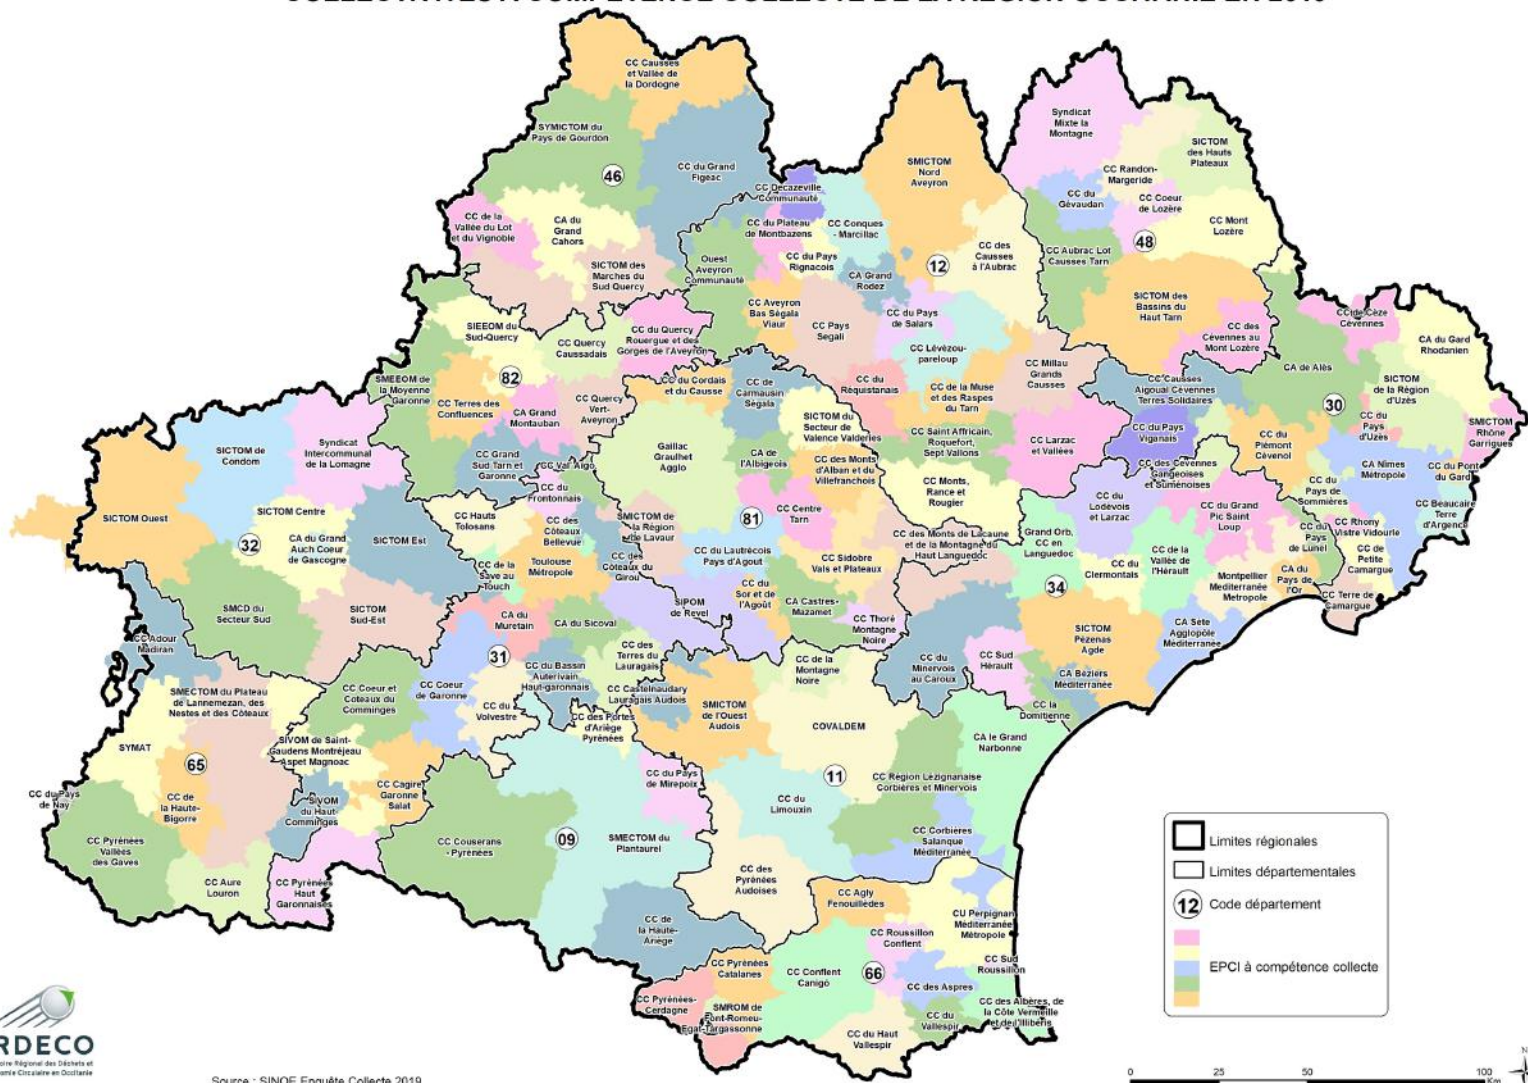 CC Causses
et Vallée de
la Dordogne
SYMICTOM du
Pays de Gourdon
46
CC du Grand
Figeac
CC de la
Vallée du Lot
et du Vignoble
CA du
Grand
Cahors
SICTOM des
Marches du
Sud Quercy
CC Decazeville
Communauté
CC du Plateau
de Montbazens
CC Conques
- Marcillac
SMICTOM
Nord
Aveyron
CC du Pays
Rignacois
Ouest
Aveyron
Communauté
CA Grand
Rodez
12
CC des
Causses
à l'Aubrac
CC Aveyron
Bas Ségala
Viaur
CC Pays
Segali
CC du Pays
de Salars
CC Lévézou-
pareloup
CC du
Réquistanais
CC de la Muse
et des Raspes
du Tarn
CC Millau
Grands
Causses
CC Saint Affricain,
Roquefort,
Sept Vallons
CC Larzac
et Vallées
CC Monts,
Rance et
Rougier
Syndicat
Mixte la
Montagne
SICTOM
des Hauts
Plateaux
CC Randon-
Margeride
CC du
Gévaudan
CC Coeur
de Lozère
CC Mont
Lozère
48
CC Aubrac Lot
Causses Tarn
SICTOM des
Bassins du
Haut Tarn
CC des
Cévennes au
Mont Lozère
CC de Cèze
Cévennes
CA du Gard
Rhodanien
CA de Alès
SICTOM
de la Région
d'Uzès
CC Causses
Aigoual Cévennes
Terres Solidaires
30
CC du
Pays
d'Uzès
SMICTOM
Rhône
Garrigues
CC du Pays
Viganais
CC du
Piémont
Cévenol
CA Nîmes
Métropole
CC du Pont
du Gard
CC des Cévennes
Gangeoises
et Suménoises
CC du
Pays de
Sommières
CC Beaucaire
Terre
d'Argence
CC Rhony
Vistre Vidourle
CC de
Petite
Camargue
CC Terre de
Camargue
SIEEOM du
Sud-Quercy
CC Quercy
Caussadais
CC du Quercy
Rouergue et des
Gorges de l'Aveyron
82
SMEEOM de
la Moyenne
Garonne
CC Terres des
Confluences
CA Grand
Montauban
CC Quercy
Vert-
Aveyron
CC Grand
Sud Tarn et
Garonne
CC Val'Aïgo
CC du
Frontonnais
CC du Cordais
et du Causse
CC de
Carmausin
Ségala
SICTOM du
Secteur de
Valence Valderiès
Gaillac
Graulhet
Agglo
CA de
l'Albigeois
CC des Monts
d'Alban et du
Villefranchois
81
CC Centre
Tarn
SMICTOM de
la Région
de Lavaur
CC du Lautrécois
Pays d'Agout
CC Sidobre
Vals et Plateaux
CC des Monts de Lacaune
et de la Montagne du
Haut Languedoc
CC du
Sor et de
l'Agoût
CA Castres-
Mazamet
CC Thoré
Montagne
Noire
SIPOM
de Revel
SICTOM de
Condom
Syndicat
Intercommunal
de la Lomagne
SICTOM Ouest
SICTOM Centre
32
CA du Grand
Auch Coeur
de Gascogne
SICTOM Est
SMCD du
Secteur Sud
SICTOM
Sud-Est
CC Adour
Madiran
CC Hauts
Tolosans
CC des
Côteaux
Bellevue
CC de la
Save au
Touch
Toulouse
Métropole
CC des
Côteaux du
Girou
CA du
Muretain
CA du Sicoval
31
CC du Bassin
Auterivain
Haut-garonnais
CC des
Terres du
Lauragais
CC Coeur
de Garonne
CC du
Volvestre
CC Coeur et
Coteaux du
Comminges
SIVOM de Saint-
Gaudens Montréjeau
Aspet Magnoac
CC Cagire
Garonne
Salat
SIVOM
du Haut-
Comminges
CC Pyrénées
Haut
Garonnaises
SMECTOM du Plateau
de Lannemezan, des
Nestes et des Côteaux
SYMAT
65
CC du Pays
de Nay
CC de
la Haute-
Bigorre
CC Pyrénées
Vallées
des Gaves
CC Aure
Louron
CC des Portes
d'Ariège
Pyrénées
CC du Pays
de Mirepoix
CC Couserans
- Pyrénées
09
SMECTOM du
Plantaurel
CC de
la Haute-
Ariège
CC Castelnaudary
Lauragais Audois
SMICTOM
de l'Ouest
Audois
CC de la
Montagne
Noire
COVALDEM
11
CC Région Lézignanaise
Corbières et Minervois
CA le Grand
Narbonne
CC du
Limouxin
CC Corbières
Salanque
Méditerranée
CC des
Pyrénées
Audoises
Grand Orb,
CC en
Languedoc
CC du
Lodévois
et Larzac
CC du Grand
Pic Saint
Loup
CC du
Pays
de Lunel
34
CC du
Clermontais
CC de la
Vallée de
l'Hérault
Montpellier
Mediterranée
Metropole
CA du
Pays de
l'Or
SICTOM
Pézenas
Agde
CA Sète
Agglopôle
Méditerranée
CC du
Minervois
au Caroux
CC Sud
Hérault
CA Béziers
Méditerranée
CC la
Domitienne
CC Agly
Fenouillèdes
CU Perpignan
Méditerranée
Métropole
CC Roussillon
Conflent
CC Pyrénées
Catalanes
CC Conflent
Canigó
66
CC Sud
Roussillon
CC des Aspres
CC Pyrénées-
Cerdagne
SMROM de
Font-Romeu-
Egat-Targassonne
CC du
Vallespir
CC des Albères, de
la Côte Vermeille
et de l'Illibéris
CC du Haut
Vallespir
Limites régionales
Limites départementales
12 Code département
EPCI à compétence collecte
0 25 50 100
Km
Source : SINOE Enquête Collecte 2019